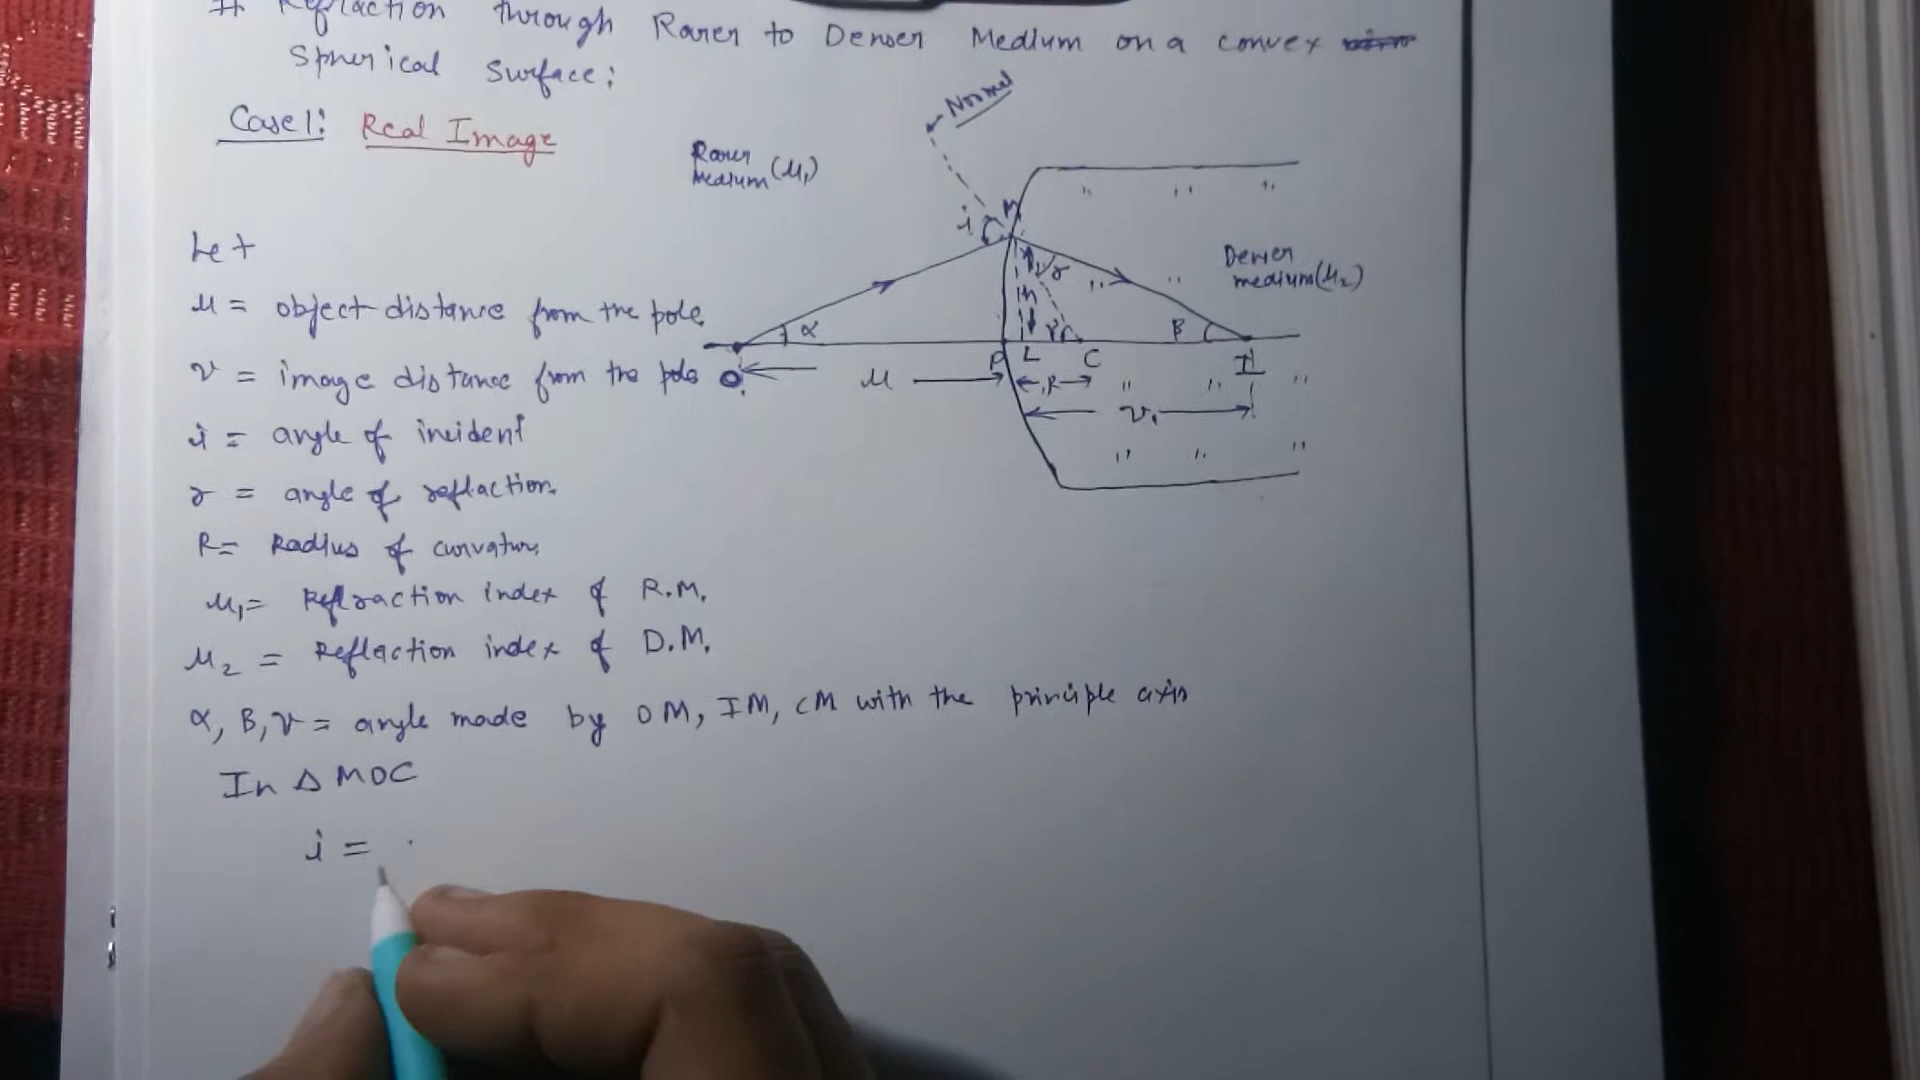 # Refraction through Rarer to Denser Medium on a convex
Spherical Surface:
Case 1: Real Image
Normal
Rarer
medium (μ1)
i
M
r
h
Denser
medium (μ2)
α
γ
β
O
P
L
C
I
u
R
v
Let
u = object distance from the pole
v = image distance from the pole
i = angle of incident
r = angle of reflaction
R = Radius of curvature
μ1 = Reflraction index of R.M.
μ2 = Reflection index of D.M.
α, β, γ = angle made by OM, IM, CM with the principle axis
In Δ MOC
i =